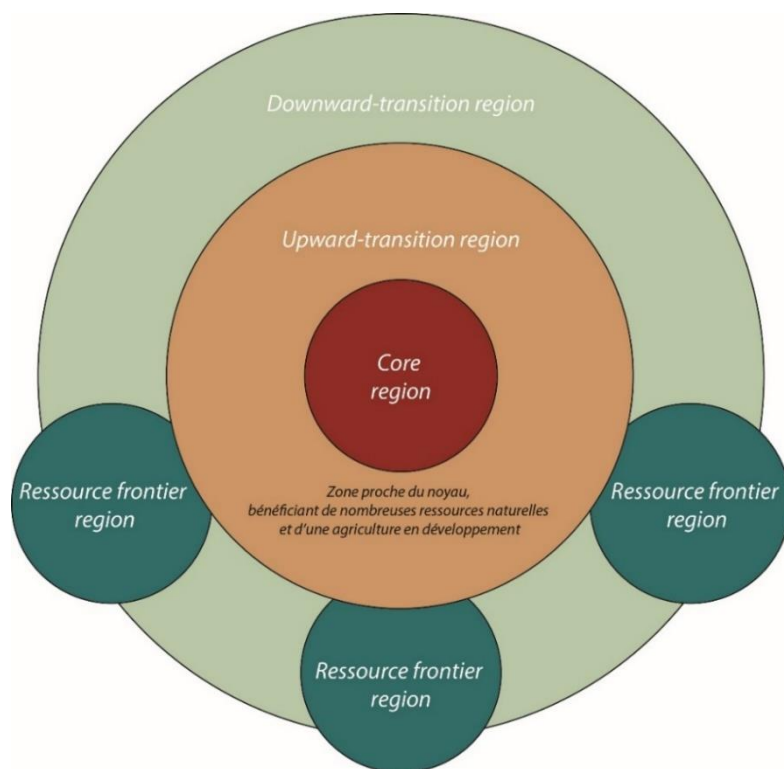 Downward-transition region
Upward-transition region
Core
region
Ressource frontier
region
Zone proche du noyau,
bénéficiant de nombreuses ressources naturelles
et d'une agriculture en développement
Ressource frontier
region
Ressource frontier
region